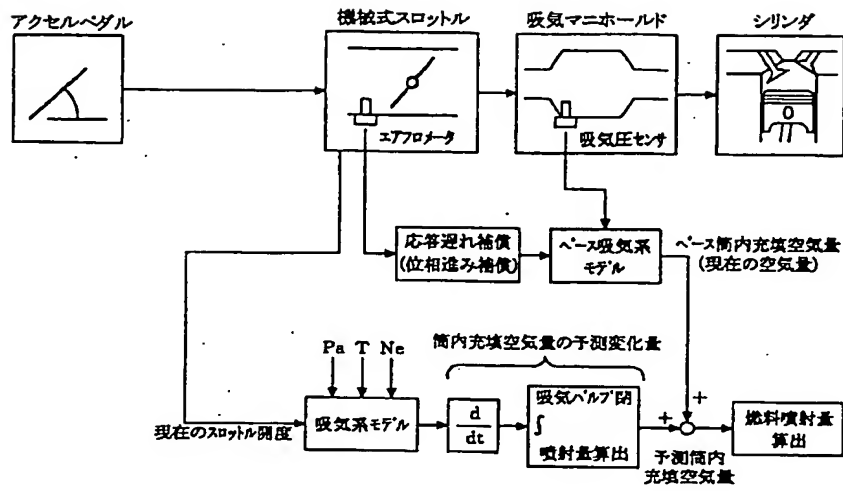 アクセルペダル
機械式スロットル
吸気マニホールド
シリンダ
エアフロメータ
吸気圧センサ
応答遅れ補償
(位相進み補償)
ベース吸気系
モデル
ベース筒内充填空気量
(現在の空気量)
筒内充填空気量の予測変化量
Pa T Ne
現在のスロットル開度
吸気系モデル
d
dt
吸気バルブ閉
∫
噴射量算出
+
+
予測筒内
充填空気量
燃料噴射量
算出